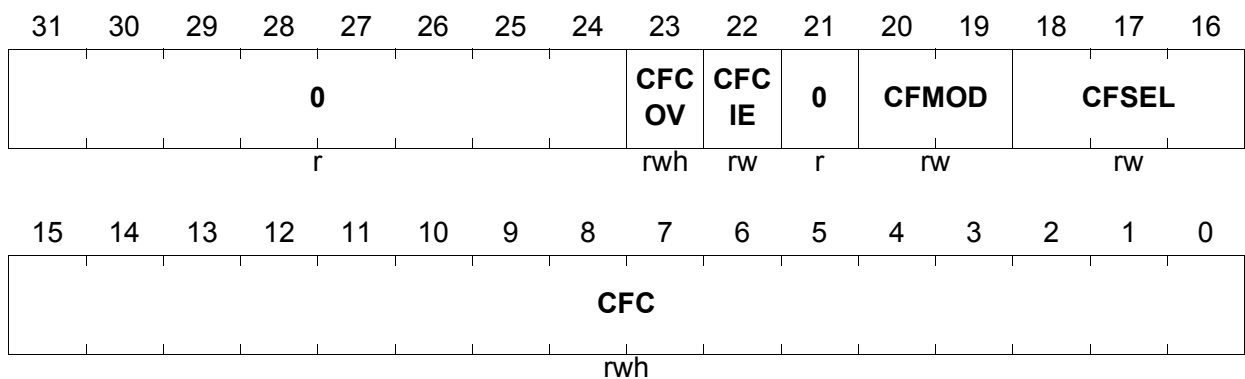 31 30 29 28 27 26 25 24 23 22 21 20 19 18 17 16
0 CFC OV CFC IE 0 CFMOD CFSEL
r rwh rw r rw rw
15 14 13 12 11 10 9 8 7 6 5 4 3 2 1 0
CFC
rwh